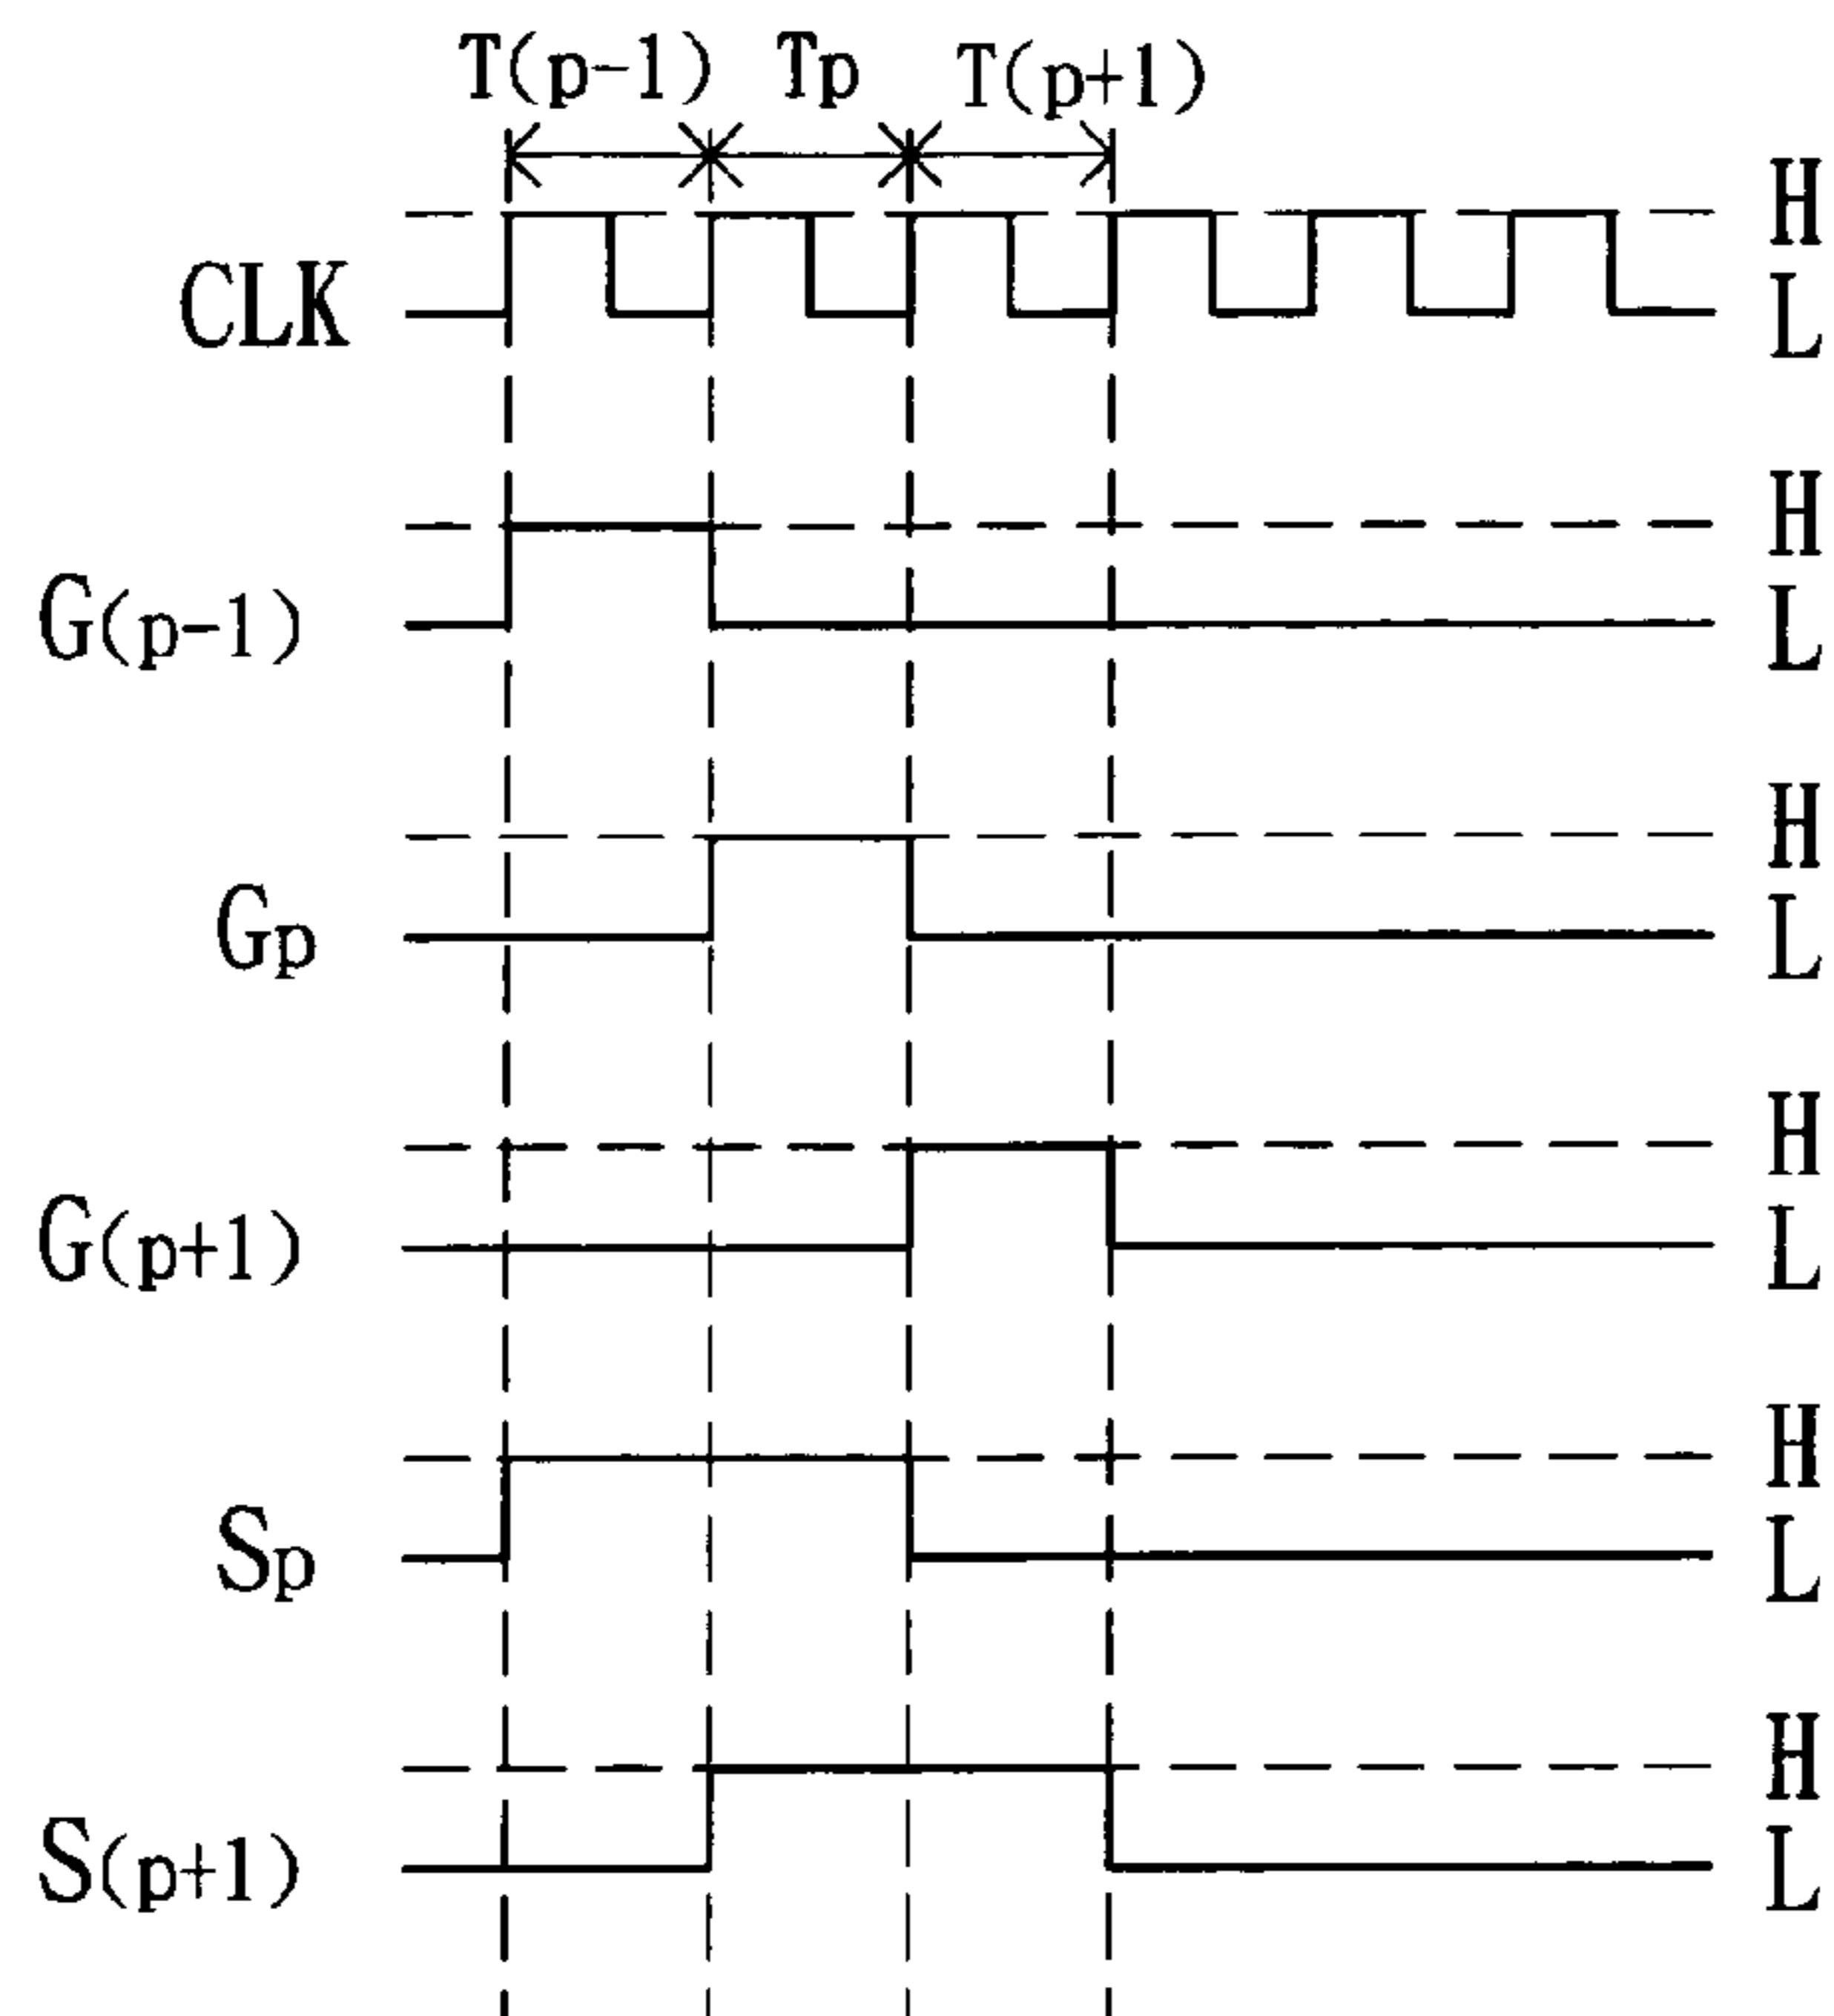 T(p-1) Tp T(p+1)
H
CLK L
H
G(p-1) L
H
Gp L
H
G(p+1) L
H
Sp L
H
S(p+1) L